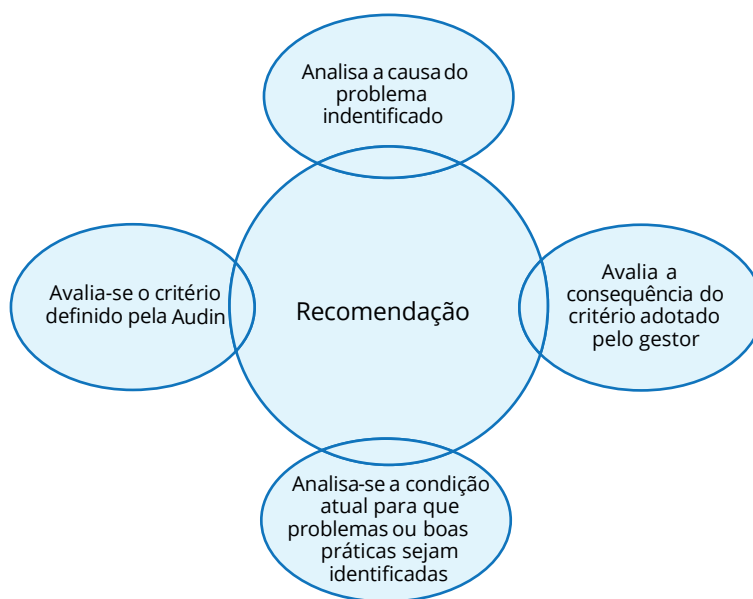 Analisa a causa do
problema
indentificado
Avalia-se o critério
definido pela Audin
Recomendação
Avalia a
consequência do
critério adotado
pelo gestor
Analisa-se a condição
atual para que
problemas ou boas
práticas sejam
identificadas